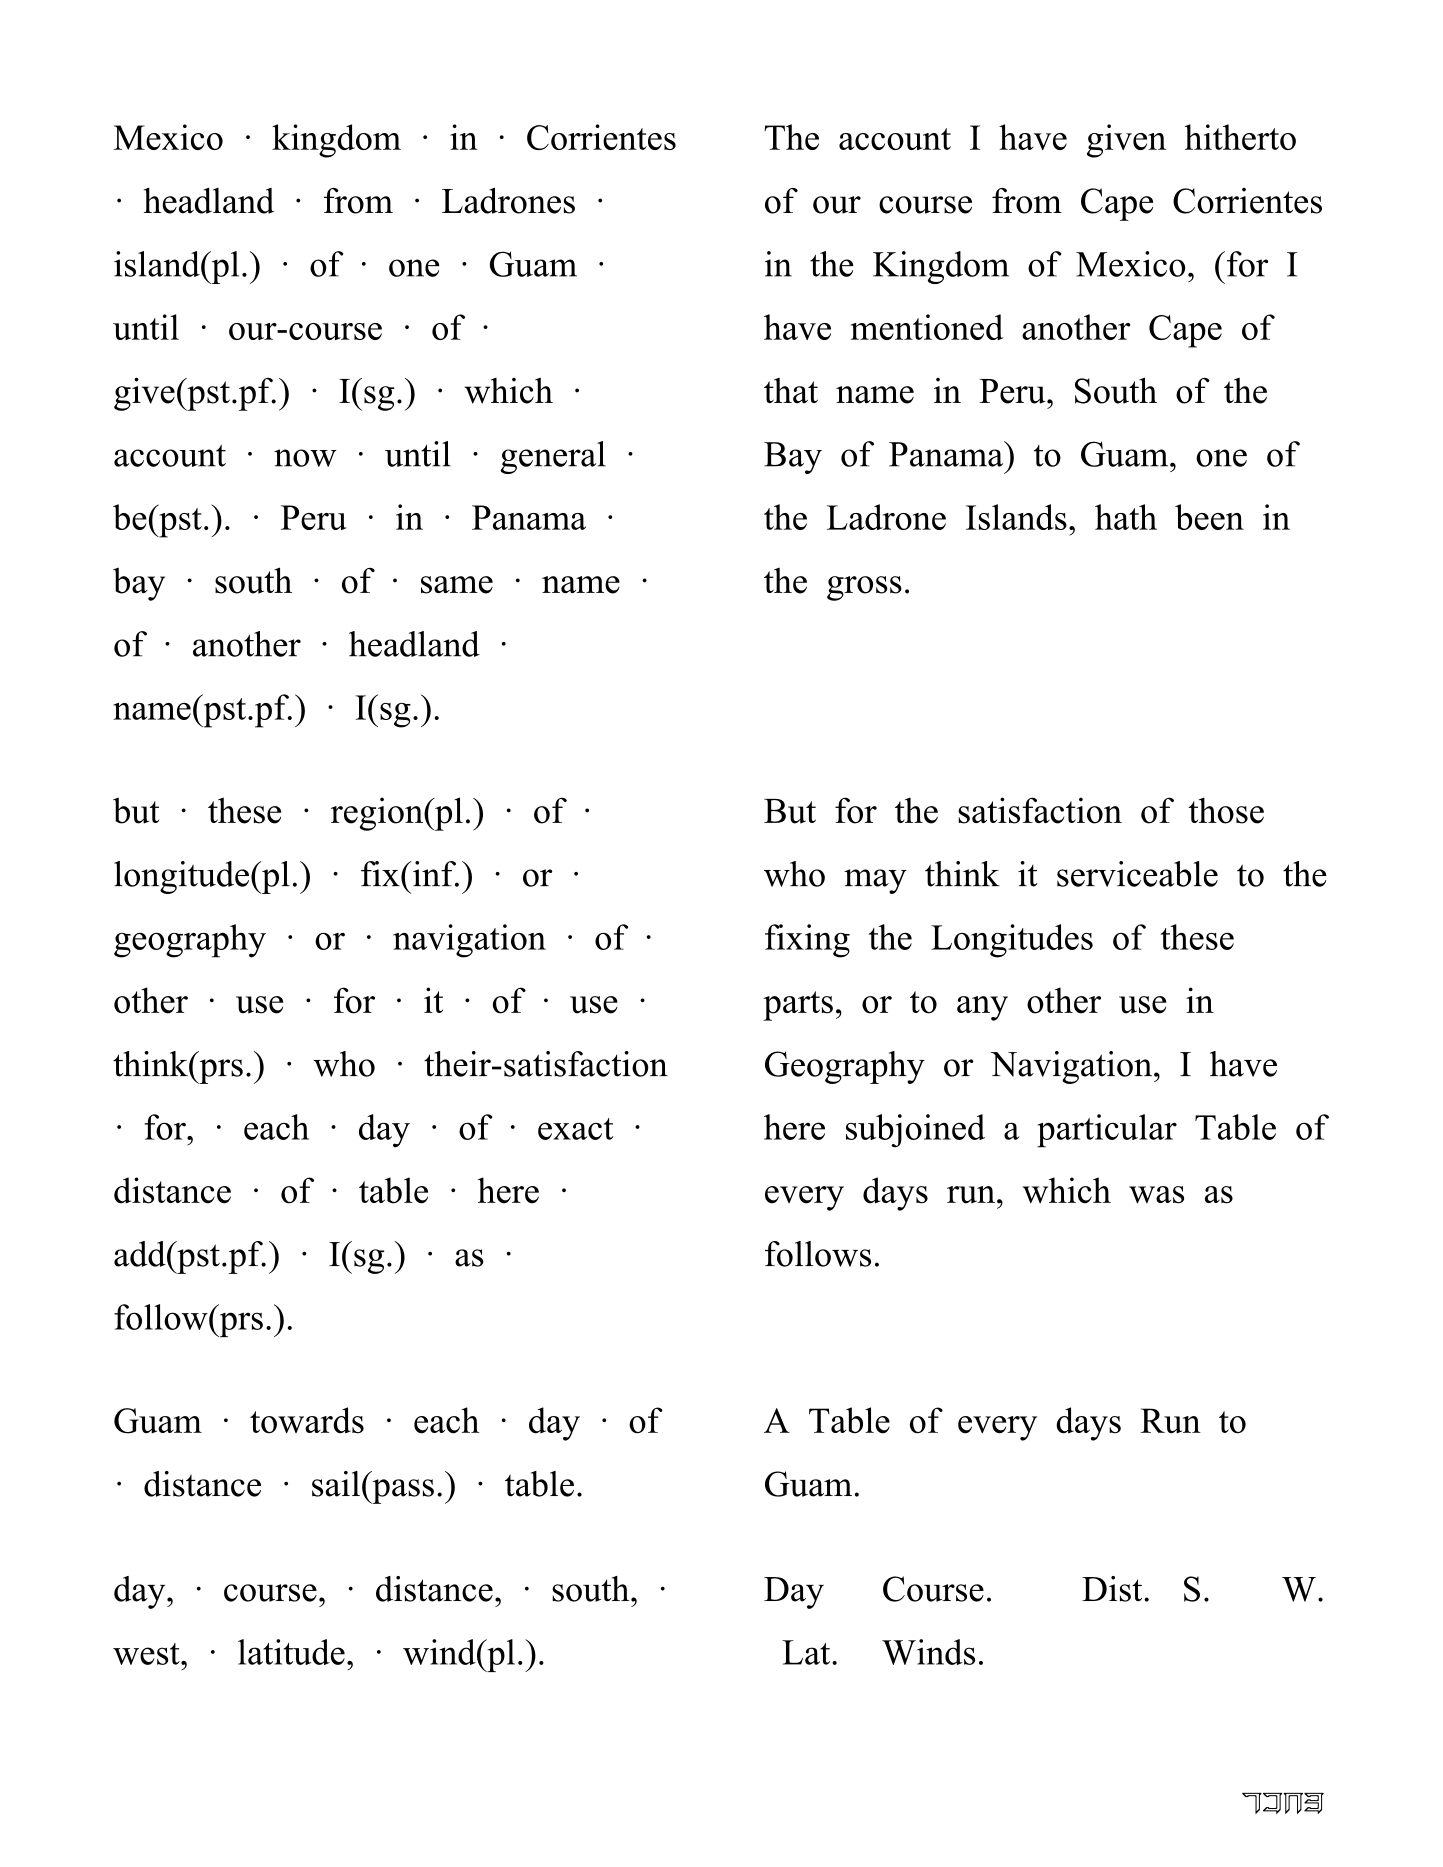 Mexico · kingdom · in · Corrientes
· headland · from · Ladrones ·
island(pl.) · of · one · Guam ·
until · our-course · of ·
give(pst.pf.) · I(sg.) · which ·
account · now · until · general ·
be(pst.). · Peru · in · Panama ·
bay · south · of · same · name ·
of · another · headland ·
name(pst.pf.) · I(sg.).
The account I have given hitherto
of our course from Cape Corrientes
in the Kingdom of Mexico, (for I
have mentioned another Cape of
that name in Peru, South of the
Bay of Panama) to Guam, one of
the Ladrone Islands, hath been in
the gross.
but · these · region(pl.) · of ·
longitude(pl.) · fix(inf.) · or ·
geography · or · navigation · of ·
other · use · for · it · of · use ·
think(prs.) · who · their-satisfaction
· for, · each · day · of · exact ·
distance · of · table · here ·
add(pst.pf.) · I(sg.) · as ·
follow(prs.).
But for the satisfaction of those
who may think it serviceable to the
fixing the Longitudes of these
parts, or to any other use in
Geography or Navigation, I have
here subjoined a particular Table of
every days run, which was as
follows.
Guam · towards · each · day · of
· distance · sail(pass.) · table.
A Table of every days Run to
Guam.
day, · course, · distance, · south, ·
west, · latitude, · wind(pl.).
Day Course. Dist. S. W.
Lat. Winds.